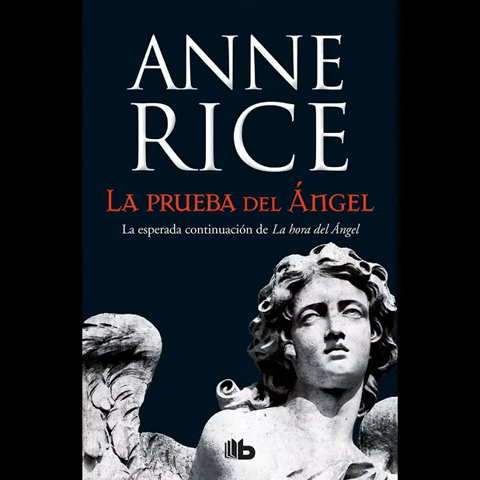 ANNE
RICE
LA PRUEBA DEL ÁNGEL
La esperada continuación de La hora del Ángel
b